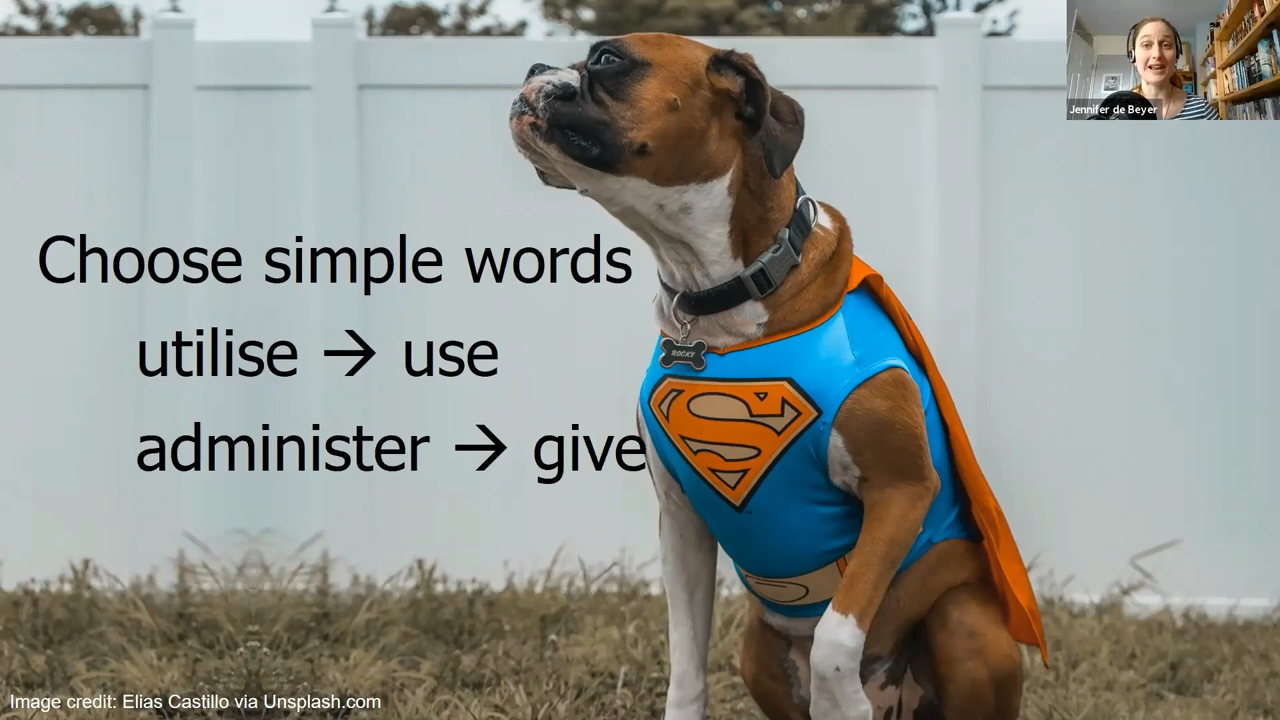 Jennifer de Beyer
Choose simple words
utilise → use
ROCKY
administer → give
S
Image credit: Elias Castillo via Unsplash.com